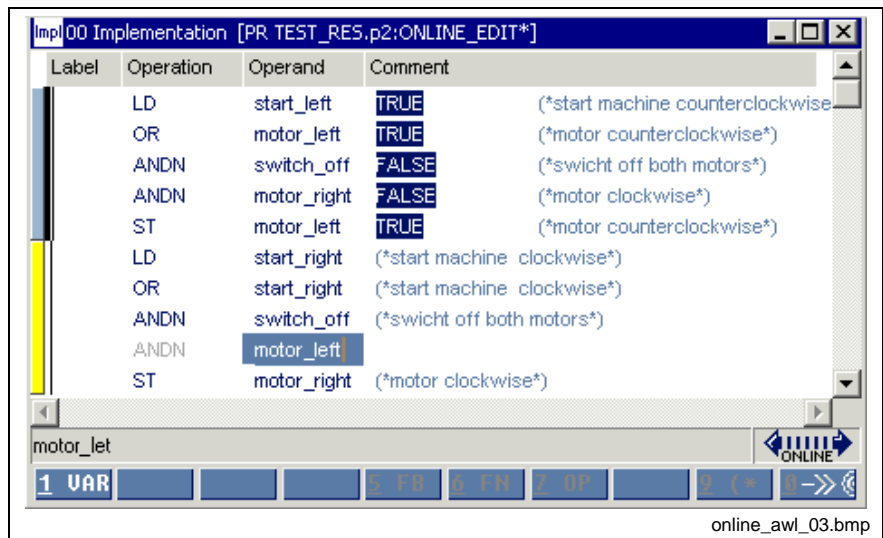 Impl 00 Implementation [PR TEST_RES.p2:ONLINE_EDIT*]
Label Operation Operand Comment
LD start_left TRUE (*start machine counterclockwise
OR motor_left TRUE (*motor counterclockwise*)
ANDN switch_off FALSE (*swicht off both motors*)
ANDN motor_right FALSE (*motor clockwise*)
ST motor_left TRUE (*motor counterclockwise*)
LD start_right (*start machine clockwise*)
OR start_right (*start machine clockwise*)
ANDN switch_off (*swicht off both motors*)
ANDN motor_left
ST motor_right (*motor clockwise*)
motor_let ONLINE
1 VAR 5 FB 6 FN 7 OP 9 (* 0->>
online_awl_03.bmp